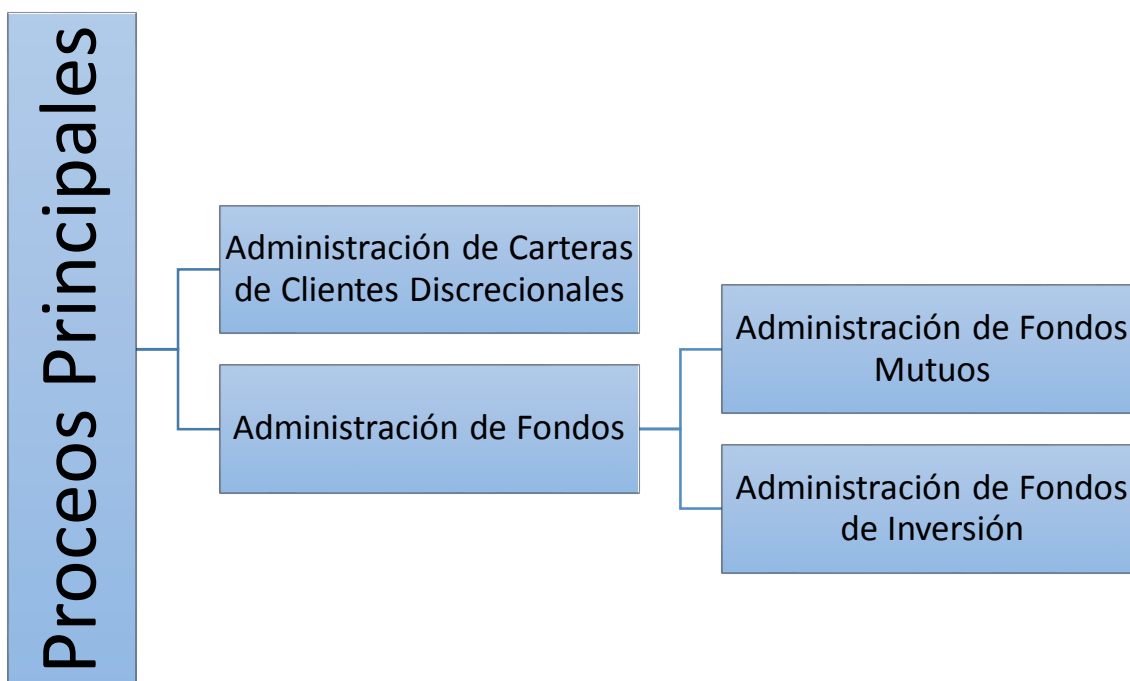 Proceos Principales
Administración de Carteras
de Clientes Discrecionales
Administración de Fondos
Administración de Fondos
Mutuos
Administración de Fondos
de Inversión